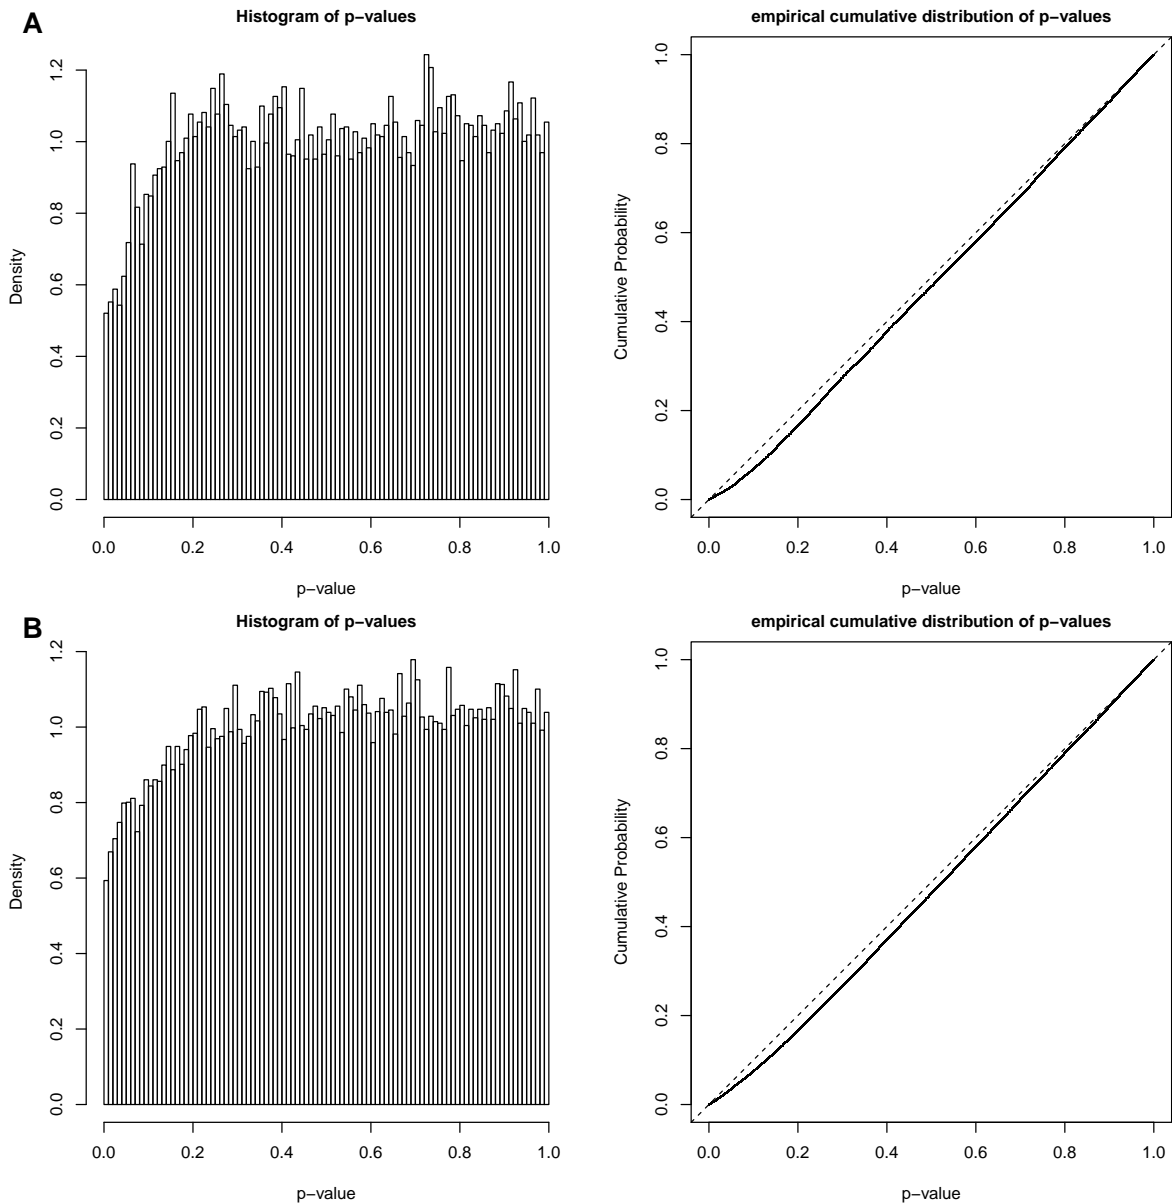 A
Histogram of p−values
Density
0.0 0.2 0.4 0.6 0.8 1.0 1.2
0.0 0.2 0.4 0.6 0.8 1.0
p−value
empirical cumulative distribution of p−values
Cumulative Probability
0.0 0.2 0.4 0.6 0.8 1.0
0.0 0.2 0.4 0.6 0.8 1.0
p−value
B
Histogram of p−values
Density
0.0 0.2 0.4 0.6 0.8 1.0 1.2
0.0 0.2 0.4 0.6 0.8 1.0
p−value
empirical cumulative distribution of p−values
Cumulative Probability
0.0 0.2 0.4 0.6 0.8 1.0
0.0 0.2 0.4 0.6 0.8 1.0
p−value